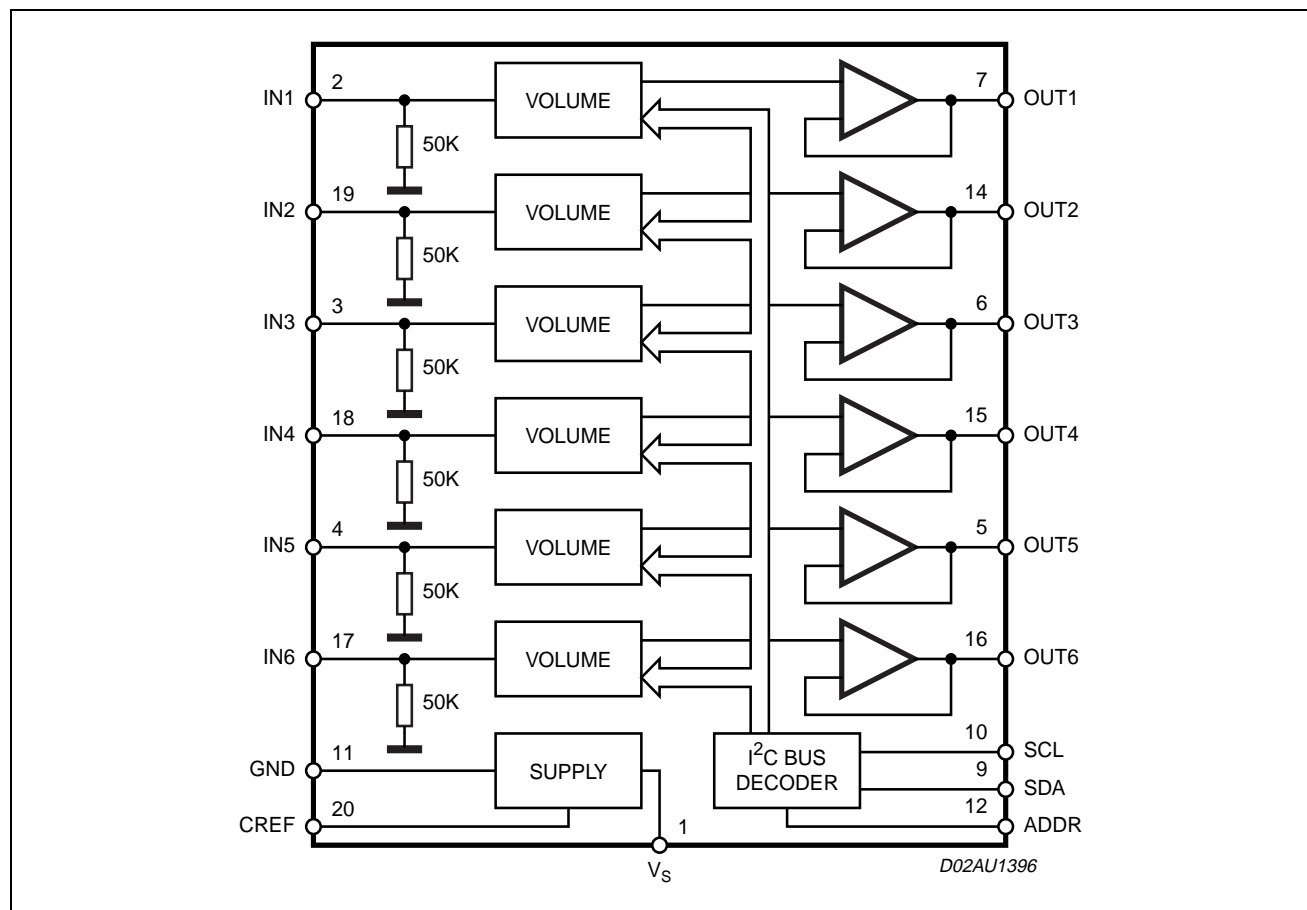 IN1 2 VOLUME 7 OUT1
50K
IN2 19 VOLUME 14 OUT2
50K
IN3 3 VOLUME 6 OUT3
50K
IN4 18 VOLUME 15 OUT4
50K
IN5 4 VOLUME 5 OUT5
50K
IN6 17 VOLUME 16 OUT6
50K
GND 11 SUPPLY
CREF 20
1
VS
I²C BUS
DECODER
10 SCL
9 SDA
12 ADDR
D02AU1396